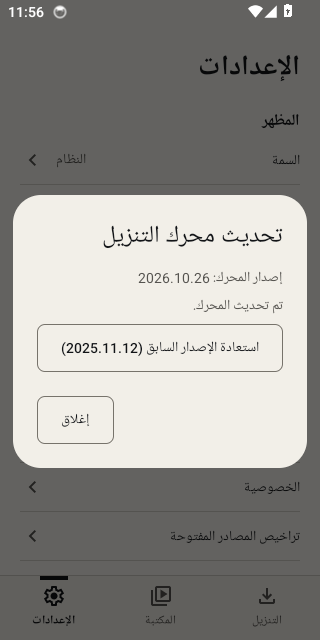 11:56
الإعدادات
المظهر
السمة
النظام
تحديث محرك التنزيل
إصدار المحرك: 2026.10.26
تم تحديث المحرك.
استعادة الإصدار السابق (2025.11.12)
إغلاق
الخصوصية
تراخيص المصادر المفتوحة
التنزيل
المكتبة
الإعدادات